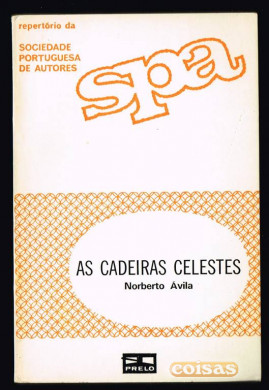 repertório da
SOCIEDADE
PORTUGUESA
DE AUTORES
spa
AS CADEIRAS CELESTES
Norberto Ávila
PRELO
coisas